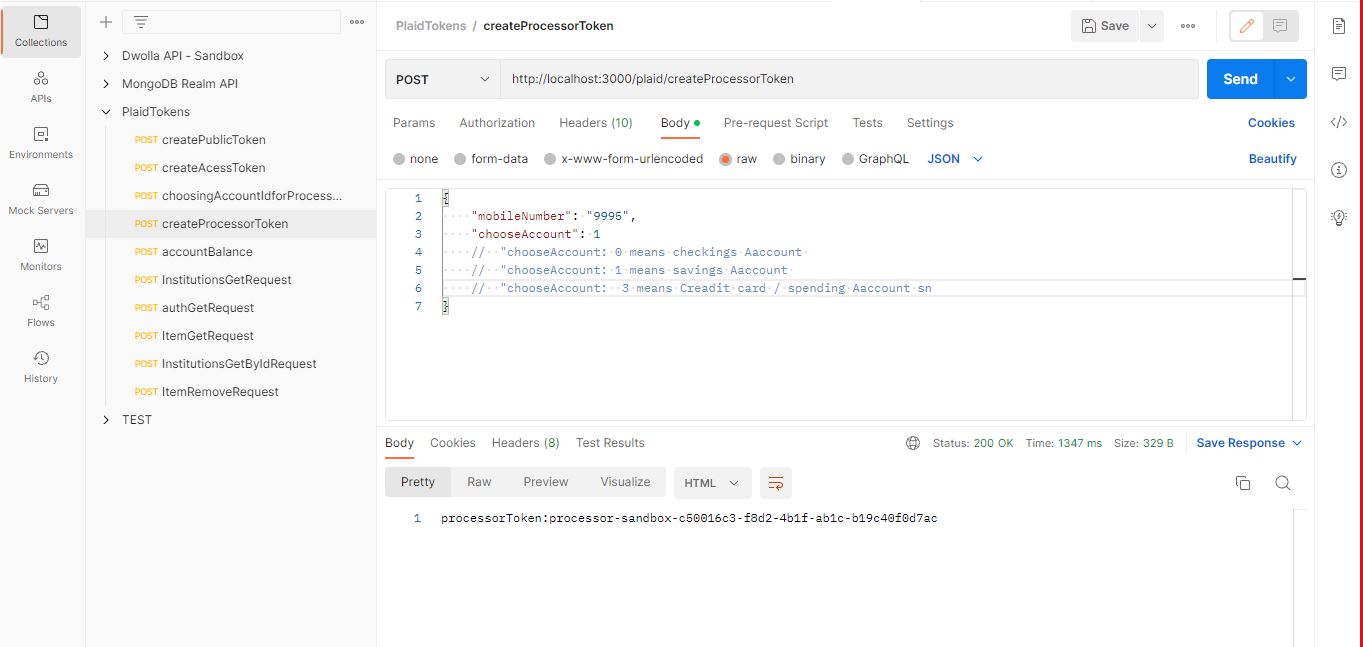 Collections
APIs
Environments
Mock Servers
Monitors
Flows
History
Dwolla API - Sandbox
MongoDB Realm API
PlaidTokens
POST createPublicToken
POST createAcessToken
POST choosingAccountIdforProcess...
POST createProcessorToken
POST accountBalance
POST InstitutionsGetRequest
POST authGetRequest
POST ItemGetRequest
POST InstitutionsGetByIdRequest
POST ItemRemoveRequest
TEST
PlaidTokens / createProcessorToken
Save
POST http://localhost:3000/plaid/createProcessorToken Send
Params Authorization Headers (10) Body Pre-request Script Tests Settings Cookies
none form-data x-www-form-urlencoded raw binary GraphQL JSON Beautify
1 {
2 "mobileNumber": "9995",
3 "chooseAccount": 1
4 // "chooseAccount: 0 means checkings Aaccount
5 // "chooseAccount: 1 means savings Aaccount
6 // "chooseAccount: 3 means Creadit card / spending Aaccount sn
7 }
Body Cookies Headers (8) Test Results Status: 200 OK Time: 1347 ms Size: 329 B Save Response
Pretty Raw Preview Visualize HTML
1 processorToken:processor-sandbox-c50016c3-f8d2-4b1f-ab1c-b19c40f0d7ac